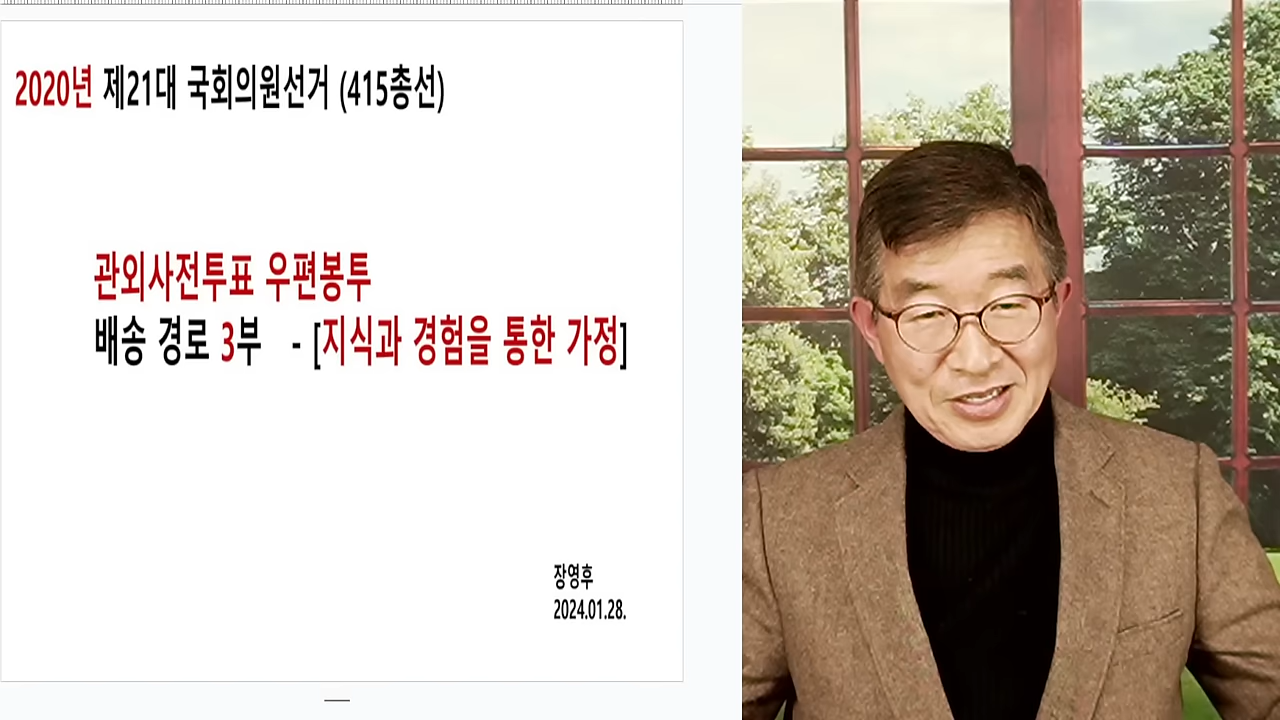 2020년 제21대 국회의원선거 (415총선)
관외사전투표 우편봉투
배송 경로 3부 - [지식과 경험을 통한 가정]
장영후
2024.01.28.